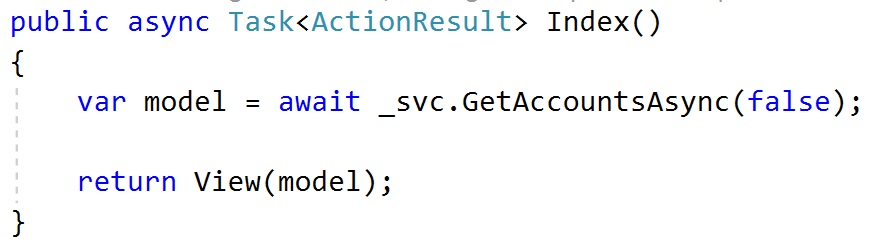 public async Task<ActionResult> Index()
{
var model = await _svc.GetAccountsAsync(false);
return View(model);
}